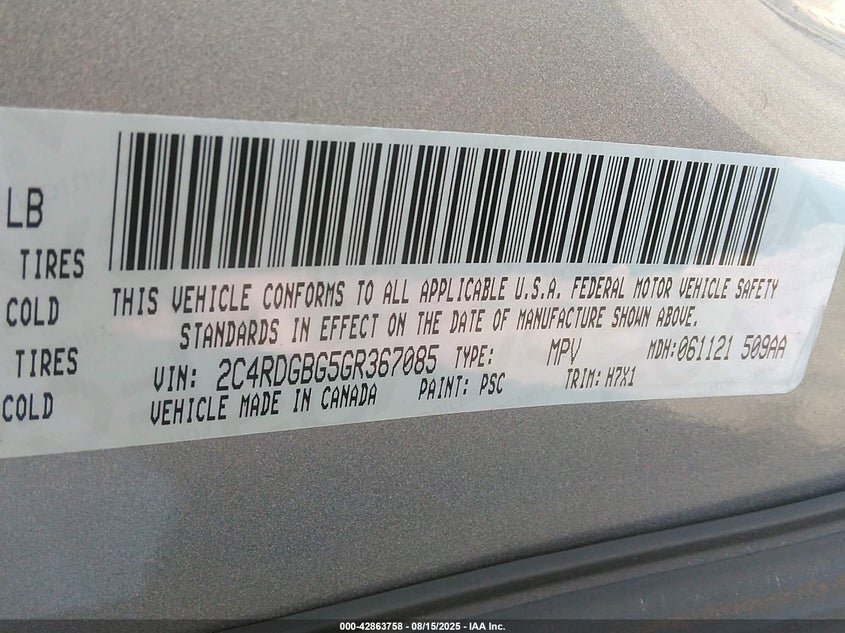 LB
TIRES
COLD
TIRES
COLD
THIS VEHICLE CONFORMS TO ALL APPLICABLE U.S.A. FEDERAL MOTOR VEHICLE SAFETY
STANDARDS IN EFFECT ON THE DATE OF MANUFACTURE SHOWN ABOVE.
VIN: 2C4RDGBG5GR367085 TYPE: MPV MDH:061121 509AA
VEHICLE MADE IN CANADA PAINT: PSC TRIM: H7X1
000-42863758 - 08/15/2025 - IAA Inc.